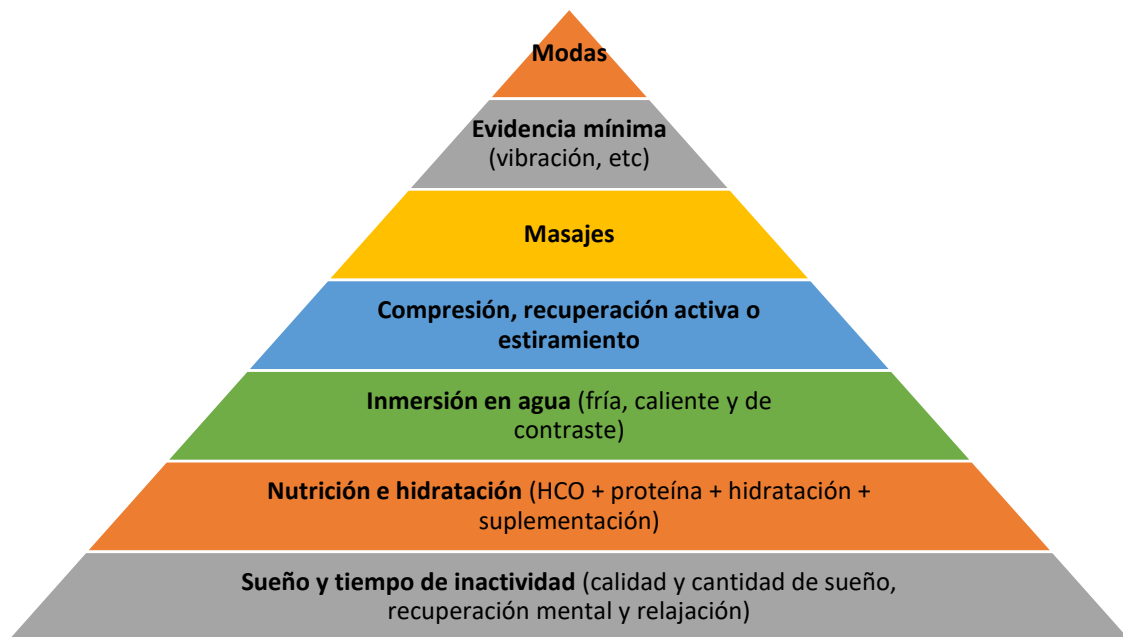 Modas
Evidencia mínima
(vibración, etc)
Masajes
Compresión, recuperación activa o
estiramiento
Inmersión en agua (fría, caliente y de
contraste)
Nutrición e hidratación (HCO + proteína + hidratación +
suplementación)
Sueño y tiempo de inactividad (calidad y cantidad de sueño,
recuperación mental y relajación)